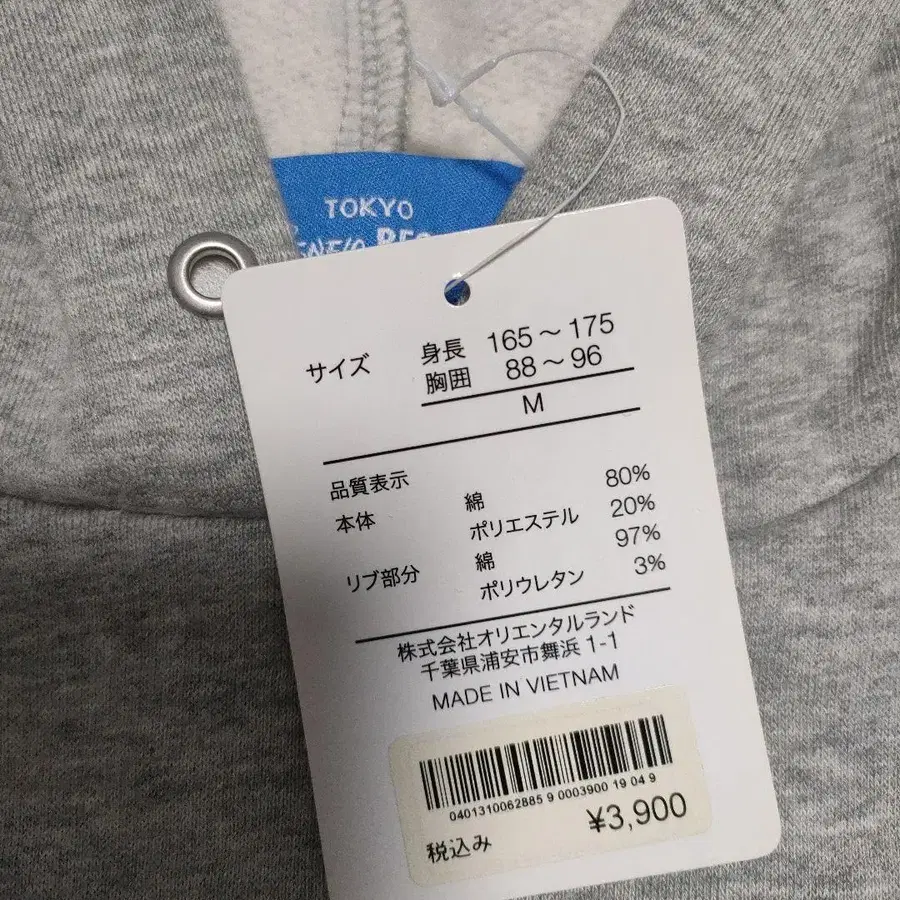 TOKYO
サイズ 身長 165～175
胸囲 88～96
M
品質表示
本体 綿 80%
ポリエステル 20%
リブ部分 綿 97%
ポリウレタン 3%
株式会社オリエンタルランド
千葉県浦安市舞浜 1-1
MADE IN VIETNAM
0401310062885 9 0003900 19 04 9
¥3,900
税込み